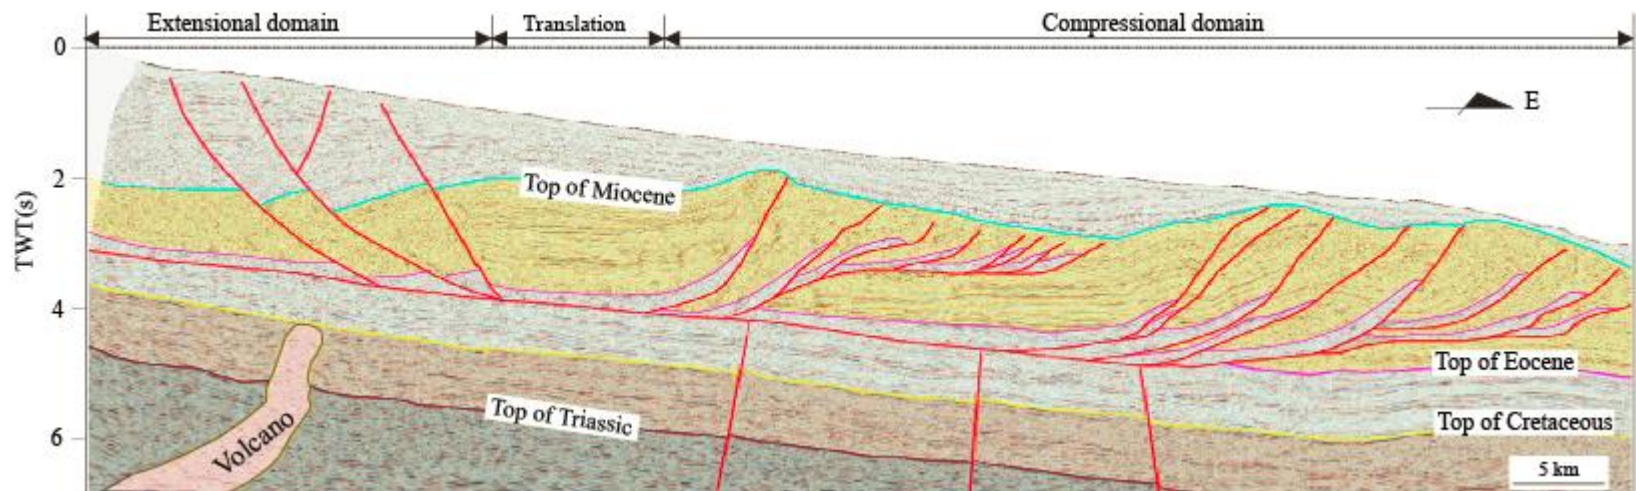 Extensional domain
Translation
Compressional domain
0
E
2
Top of Miocene
TWT(s)
4
Top of Eocene
Top of Triassic
Top of Cretaceous
Volcano
6
5 km